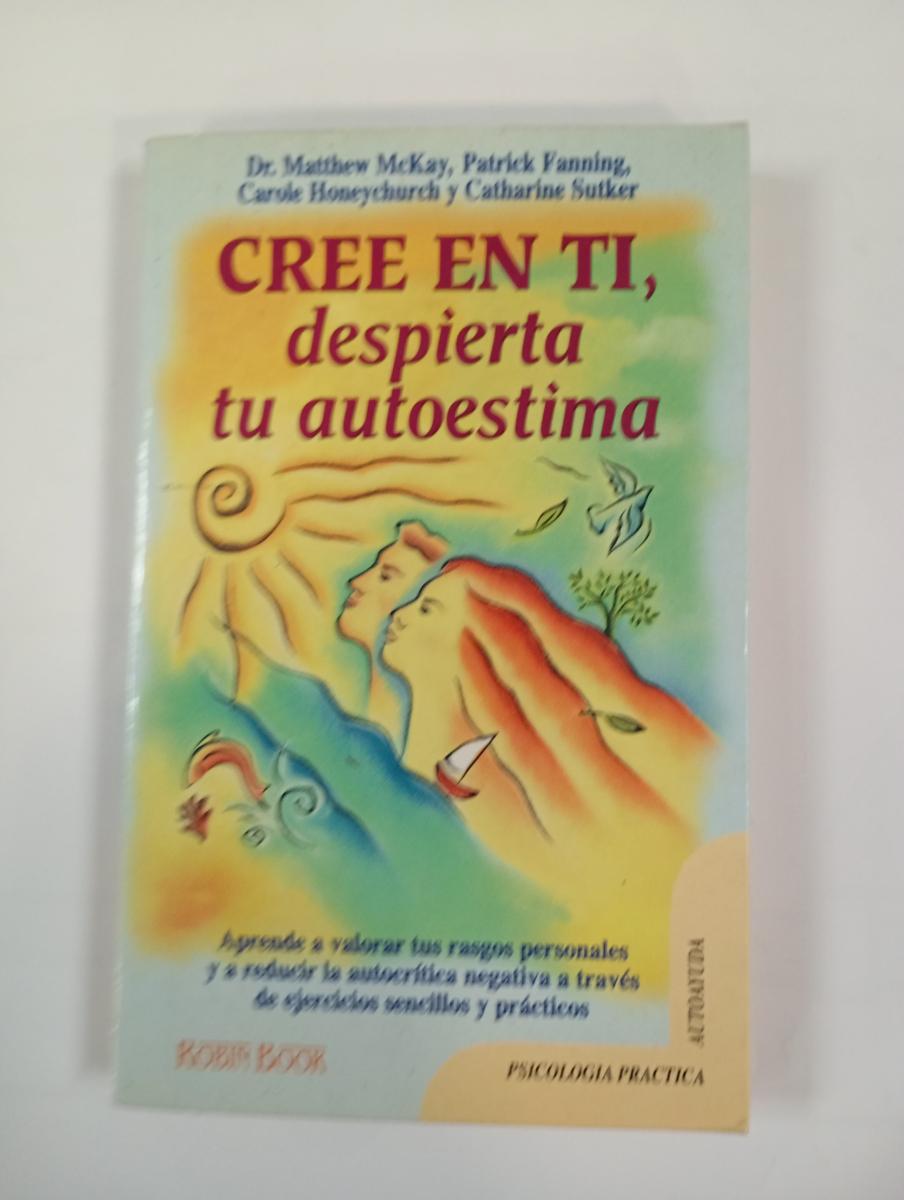 Dr. Matthew McKay, Patrick Fanning,
Carole Honeychurch y Catharine Sutker
CREE EN TI,
despierta
tu autoestima
Aprende a valorar tus rasgos personales
y a reducir la autocrítica negativa a través
de ejercicios sencillos y prácticos
ROBIN BOOK
PSICOLOGIA PRACTICA
AUTOAYUDA